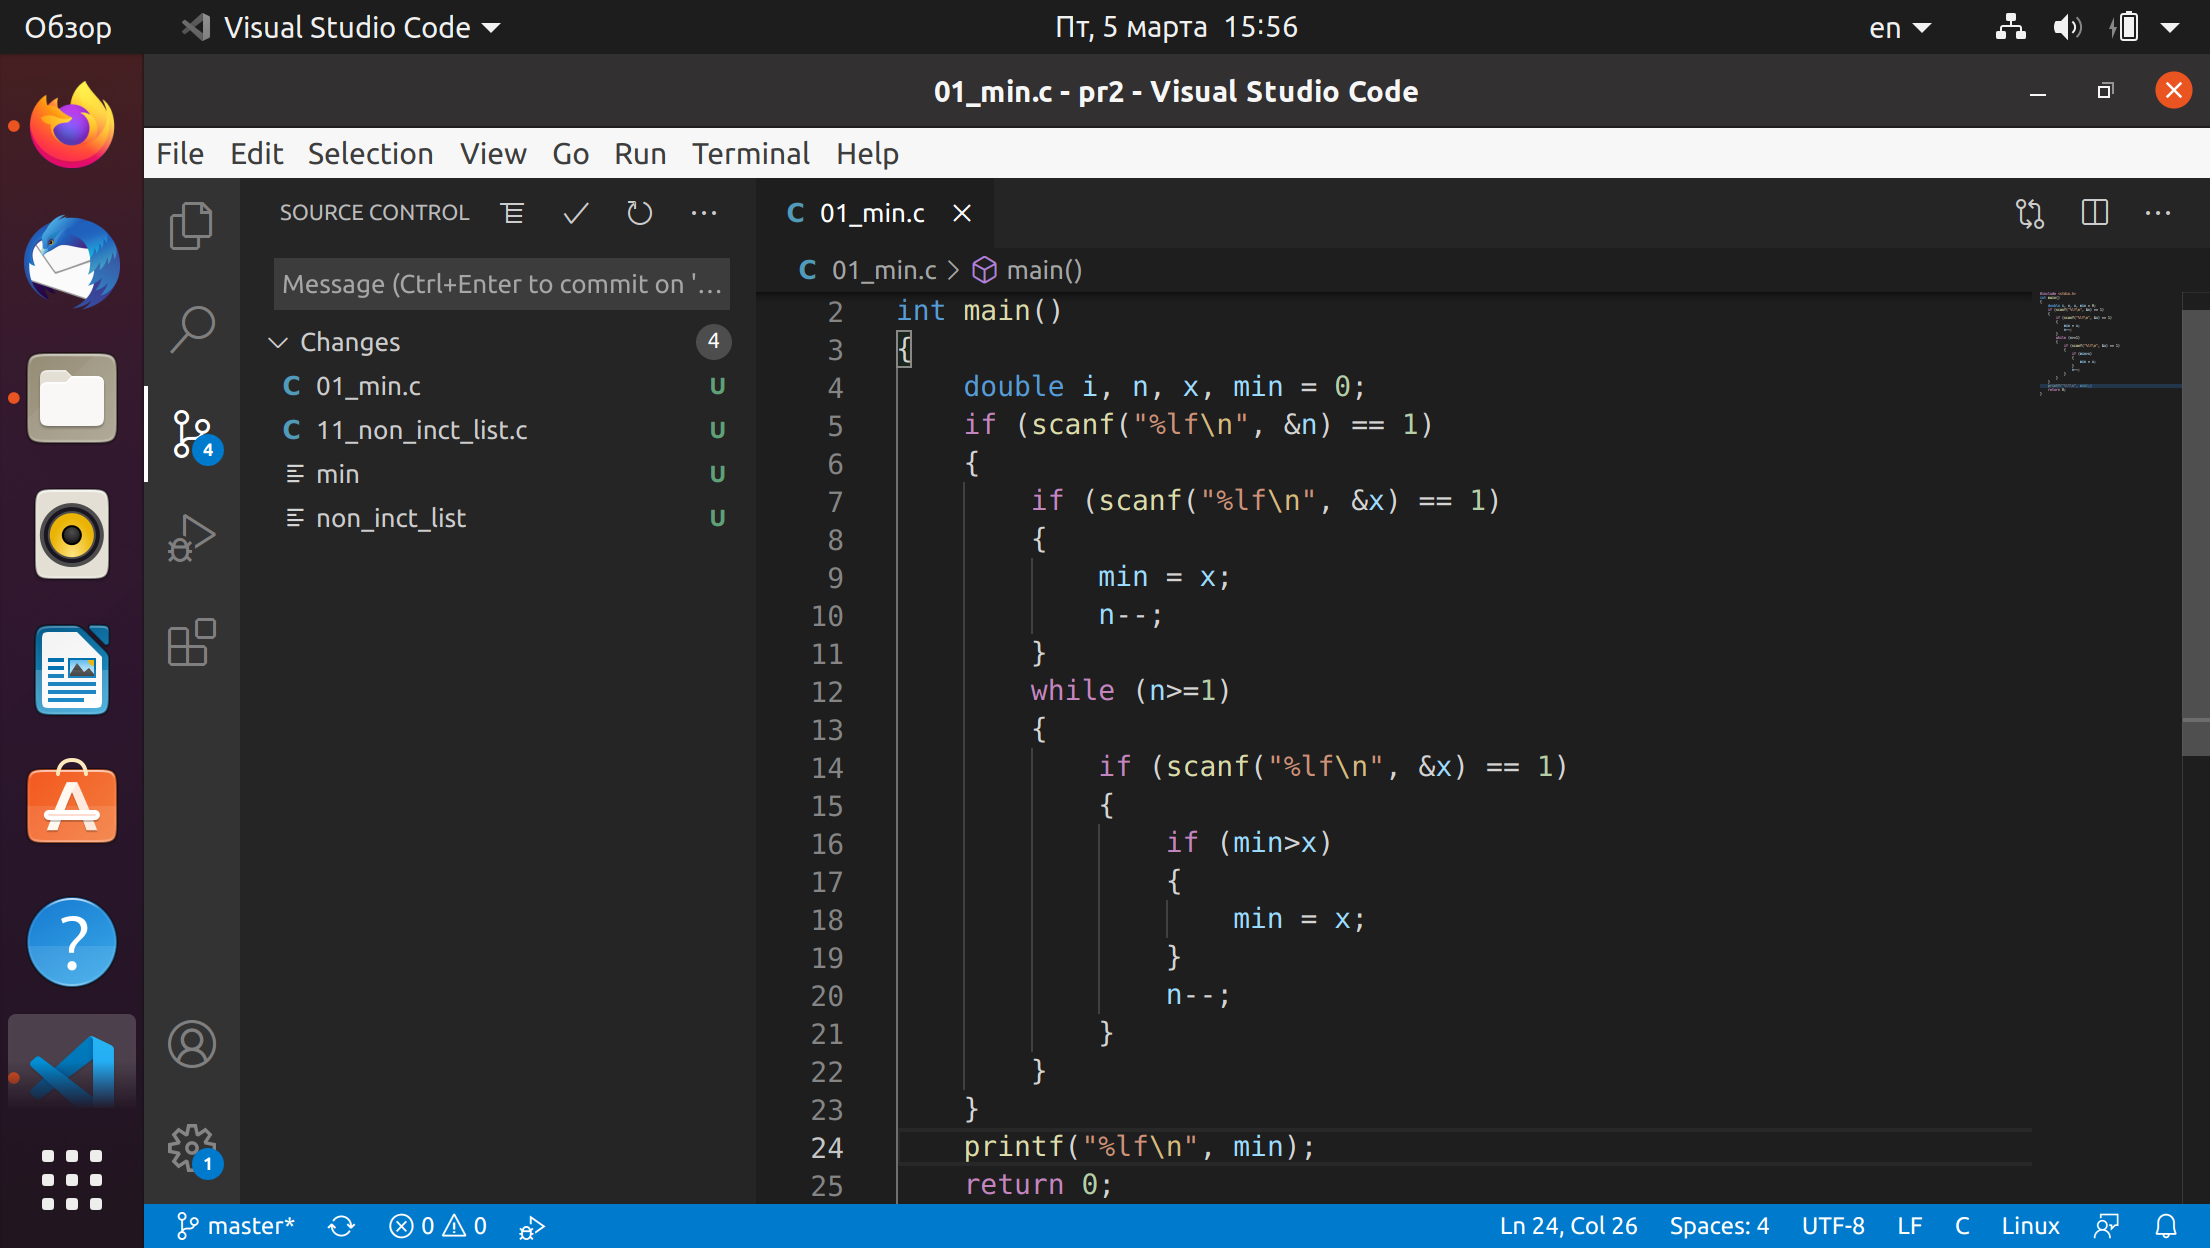 Обзор
Visual Studio Code
Пт, 5 марта 15:56
en
01_min.c - pr2 - Visual Studio Code
File Edit Selection View Go Run Terminal Help
SOURCE CONTROL
Message (Ctrl+Enter to commit on '...
Changes 4
C 01_min.c U
C 11_non_inct_list.c U
min U
non_inct_list U
4
1
C 01_min.c
C 01_min.c > main()
2 int main()
3 {
4 double i, n, x, min = 0;
5 if (scanf("%lf\n", &n) == 1)
6 {
7 if (scanf("%lf\n", &x) == 1)
8 {
9 min = x;
10 n--;
11 }
12 while (n>=1)
13 {
14 if (scanf("%lf\n", &x) == 1)
15 {
16 if (min>x)
17 {
18 min = x;
19 }
20 n--;
21 }
22 }
23 }
24 printf("%lf\n", min);
25 return 0;
master* 0 0
Ln 24, Col 26 Spaces: 4 UTF-8 LF C Linux